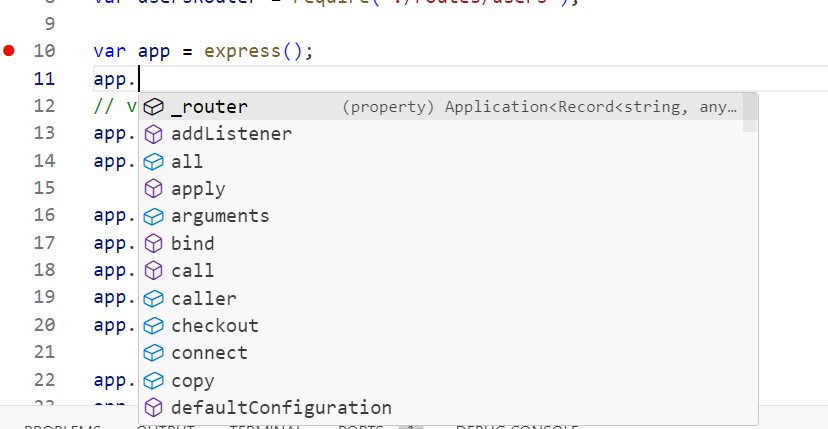 8 var usersRouter = require('./routes/users');
9
10 var app = express();
11 app.
12 // v
_router (property) Application<Record<string, any…
13 app.
addListener
14 app.
all
15
apply
16 app.
arguments
17 app.
bind
18 app.
call
19 app.
caller
20 app.
checkout
21
connect
22 app.
copy
23 app.
defaultConfiguration
PROBLEMS OUTPUT TERMINAL PORTS 1 DEBUG CONSOLE